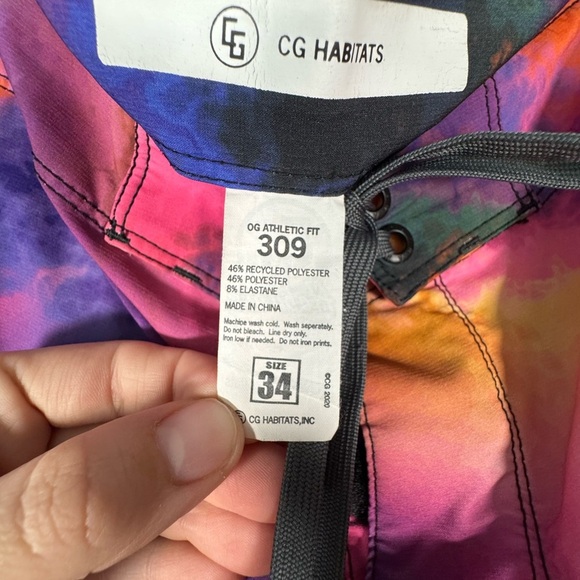 CG CG HABITATS
OG ATHLETIC FIT
309
46% RECYCLED POLYESTER
46% POLYESTER
8% ELASTANE
MADE IN CHINA
Machine wash cold. Wash separately.
Do not bleach. Line dry only.
Iron low if needed. Do not iron prints.
SIZE
34
©CG 2020
CG HABITATS,INC